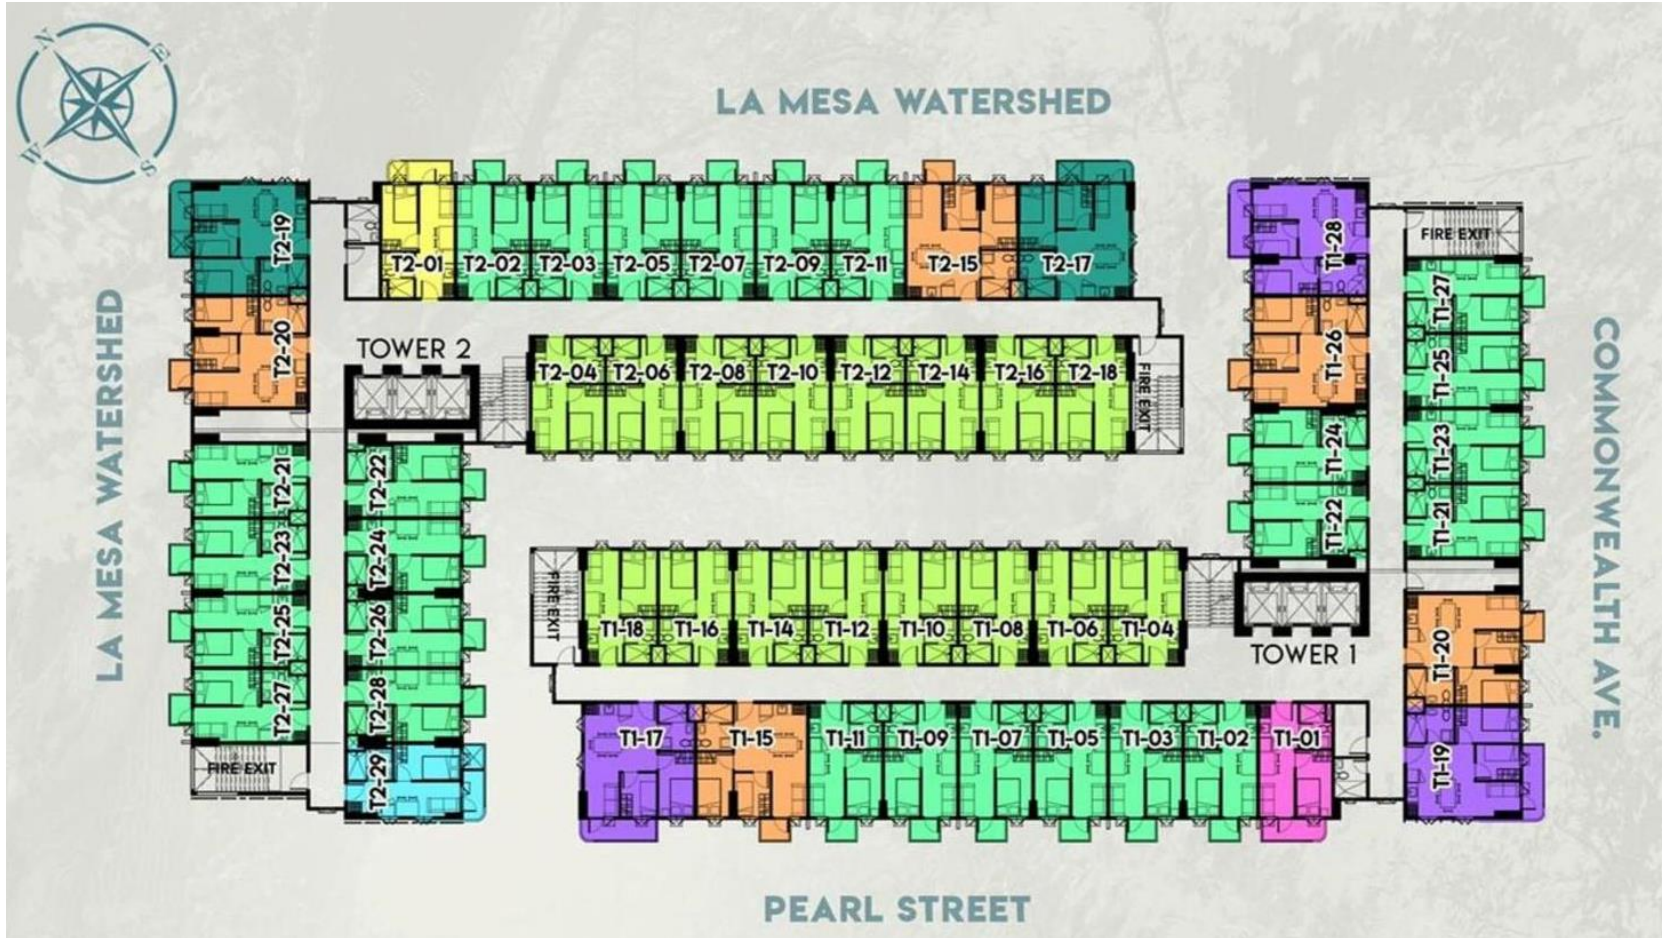 N
E
W
S
LA MESA WATERSHED
LA MESA WATERSHED
COMMONWEALTH AVE.
PEARL STREET
T2-19
T2-20
T2-01 T2-02 T2-03 T2-05 T2-07 T2-09 T2-11 T2-15 T2-17
TOWER 2
T2-04 T2-06 T2-08 T2-10 T2-12 T2-14 T2-16 T2-18
FIRE EXIT
T2-21
T2-23
T2-25
T2-27
FIRE EXIT
T2-22
T2-24
T2-26
T2-28
T2-29
T1-28
T1-26
T1-24
T1-22
FIRE EXIT
T1-27
T1-25
T1-23
T1-21
FIRE EXIT
T1-18 T1-16 T1-14 T1-12 T1-10 T1-08 T1-06 T1-04
TOWER 1
T1-20
T1-19
T1-17 T1-15 T1-11 T1-09 T1-07 T1-05 T1-03 T1-02 T1-01